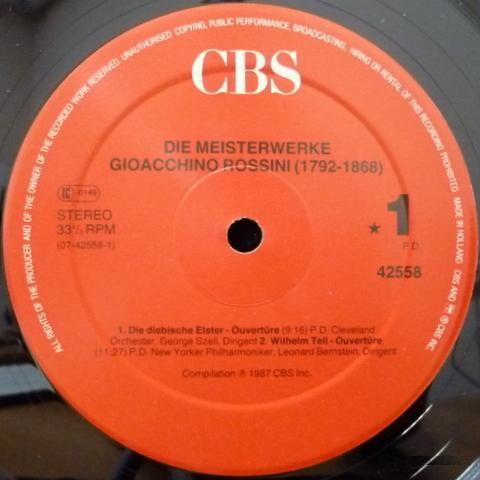 ALL RIGHTS OF THE PRODUCER AND OF THE OWNER OF THE RECORDED WORK RESERVED. UNAUTHORISED COPYING, PUBLIC PERFORMANCE, BROADCASTING, HIRING OR RENTAL OF THIS RECORDING PROHIBITED. MADE IN HOLLAND. CBS AND ℗ CBS INC.
CBS
DIE MEISTERWERKE
GIOACCHINO ROSSINI (1792-1868)
LC-0149
STEREO
33⅓ RPM
(07-42558-1)
★ 1
P.D.
42558
1. Die diebische Elster - Ouvertüre (9:16) P.D. Cleveland
Orchester, George Szell, Dirigent 2. Wilhelm Tell - Ouvertüre
(11:27) P.D. New Yorker Philharmoniker, Leonard Bernstein, Dirigent
Compilation ℗ 1987 CBS Inc.